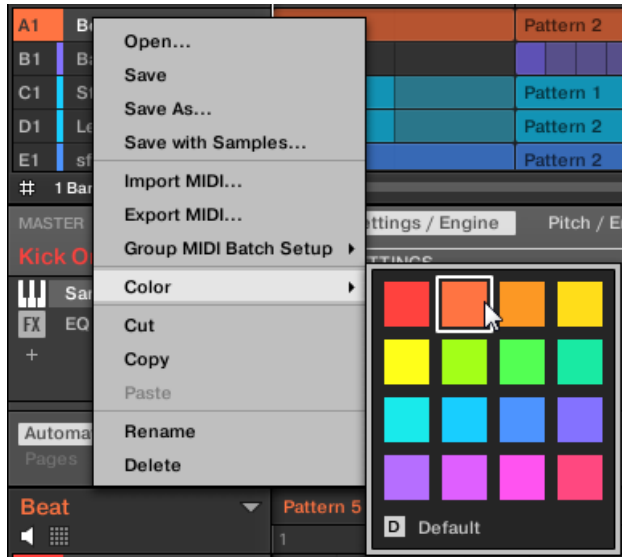 A1
Pattern 2
B1
C1
Pattern 1
D1
Pattern 2
E1
Pattern 2
1 Bar
MASTER
Engine
Pitch /
Open...
Save
Save As...
Save with Samples...
Import MIDI...
Export MIDI...
Group MIDI Batch Setup
Color
Cut
Copy
Paste
Rename
Delete
Kick
FX EQ
+
Pages
Beat
Pattern 5
1
D Default